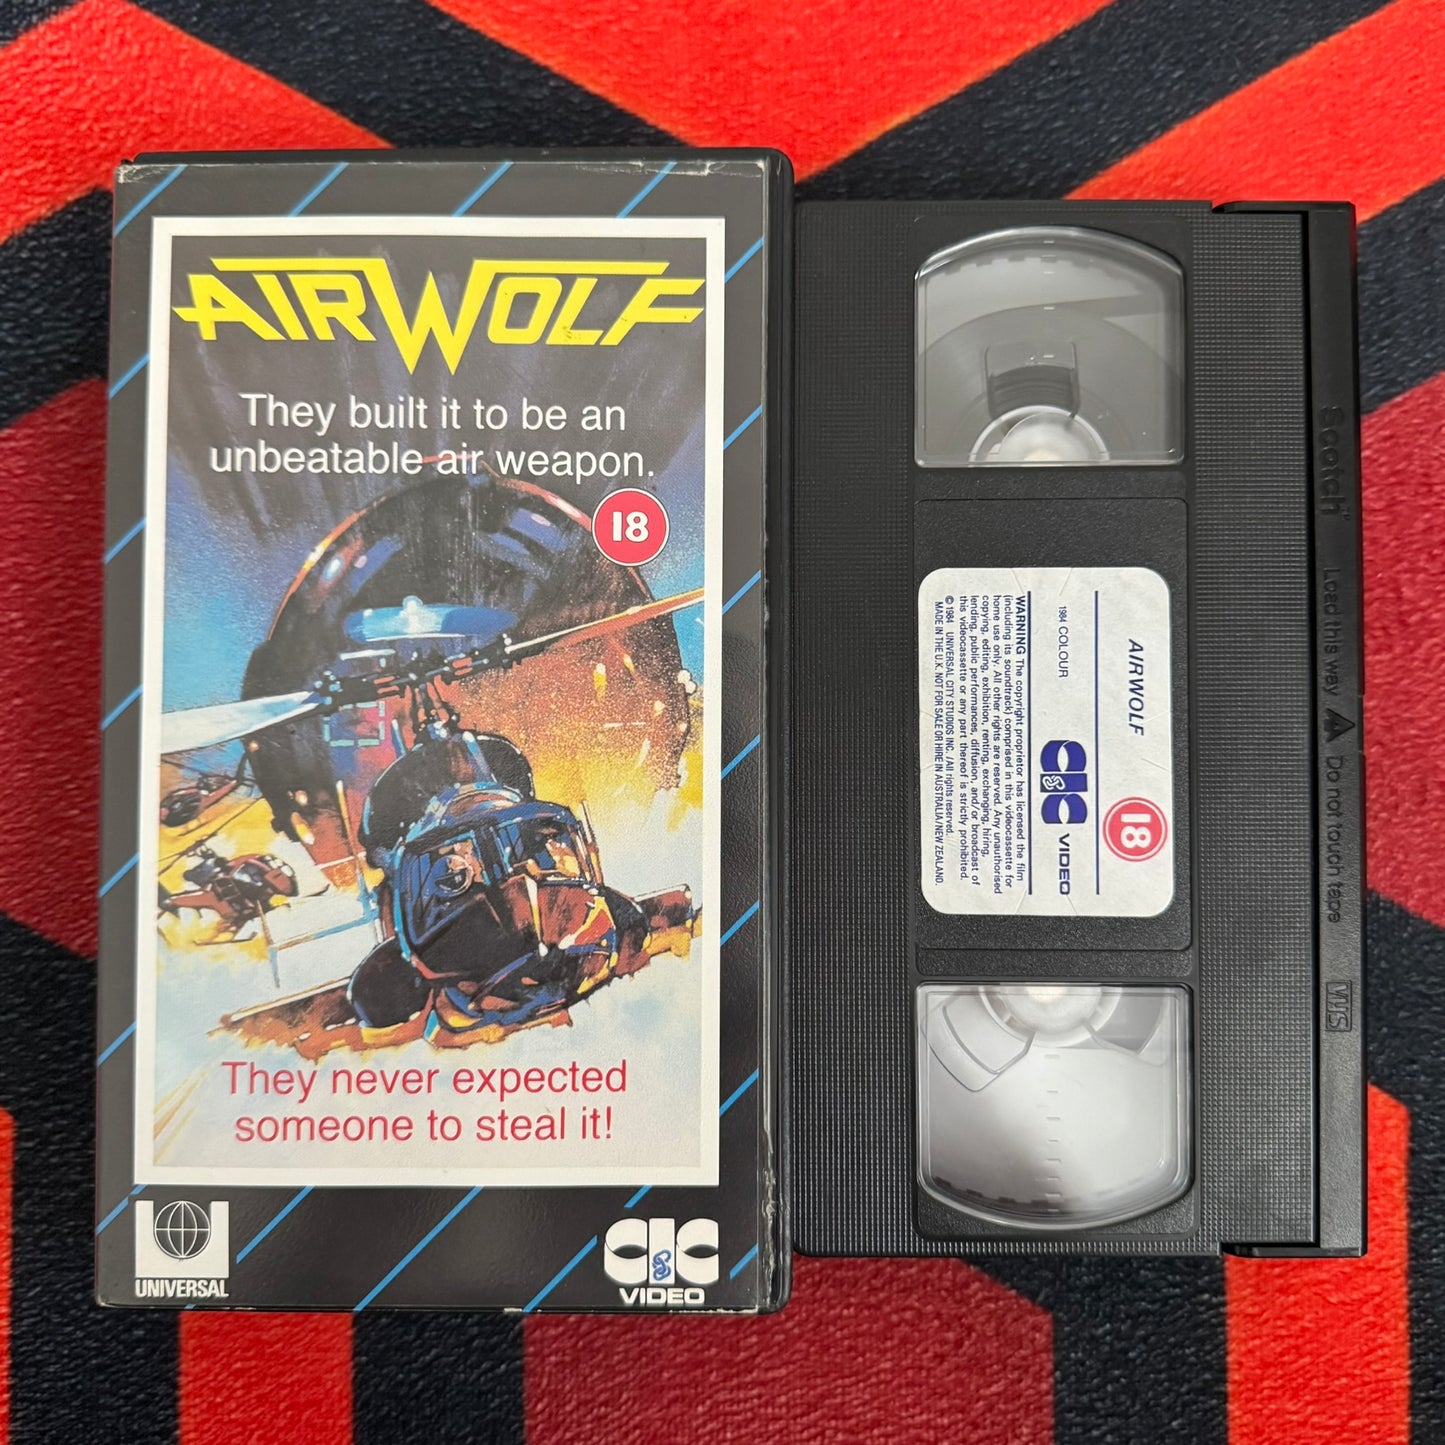 AIRWOLF
They built it to be an
unbeatable air weapon.
18
They never expected
someone to steal it!
UNIVERSAL
CIC
VIDEO
AIRWOLF
18
1984 COLOUR
CIC
VIDEO
WARNING The copyright proprietor has licensed the film
(including its soundtrack) comprised in this videocassette for
home use only. All other rights are reserved. Any unauthorised
copying, editing, exhibition, renting, exchanging, hiring,
lending, public performances, diffusion, and/or broadcast of
this videocassette or any part thereof is strictly prohibited.
© 1984 UNIVERSAL CITY STUDIOS INC. / All rights reserved.
MADE IN THE U.K. NOT FOR SALE OR HIRE IN AUSTRALIA/NEW ZEALAND.
Scotch™ Load this way Do not touch tape
VHS